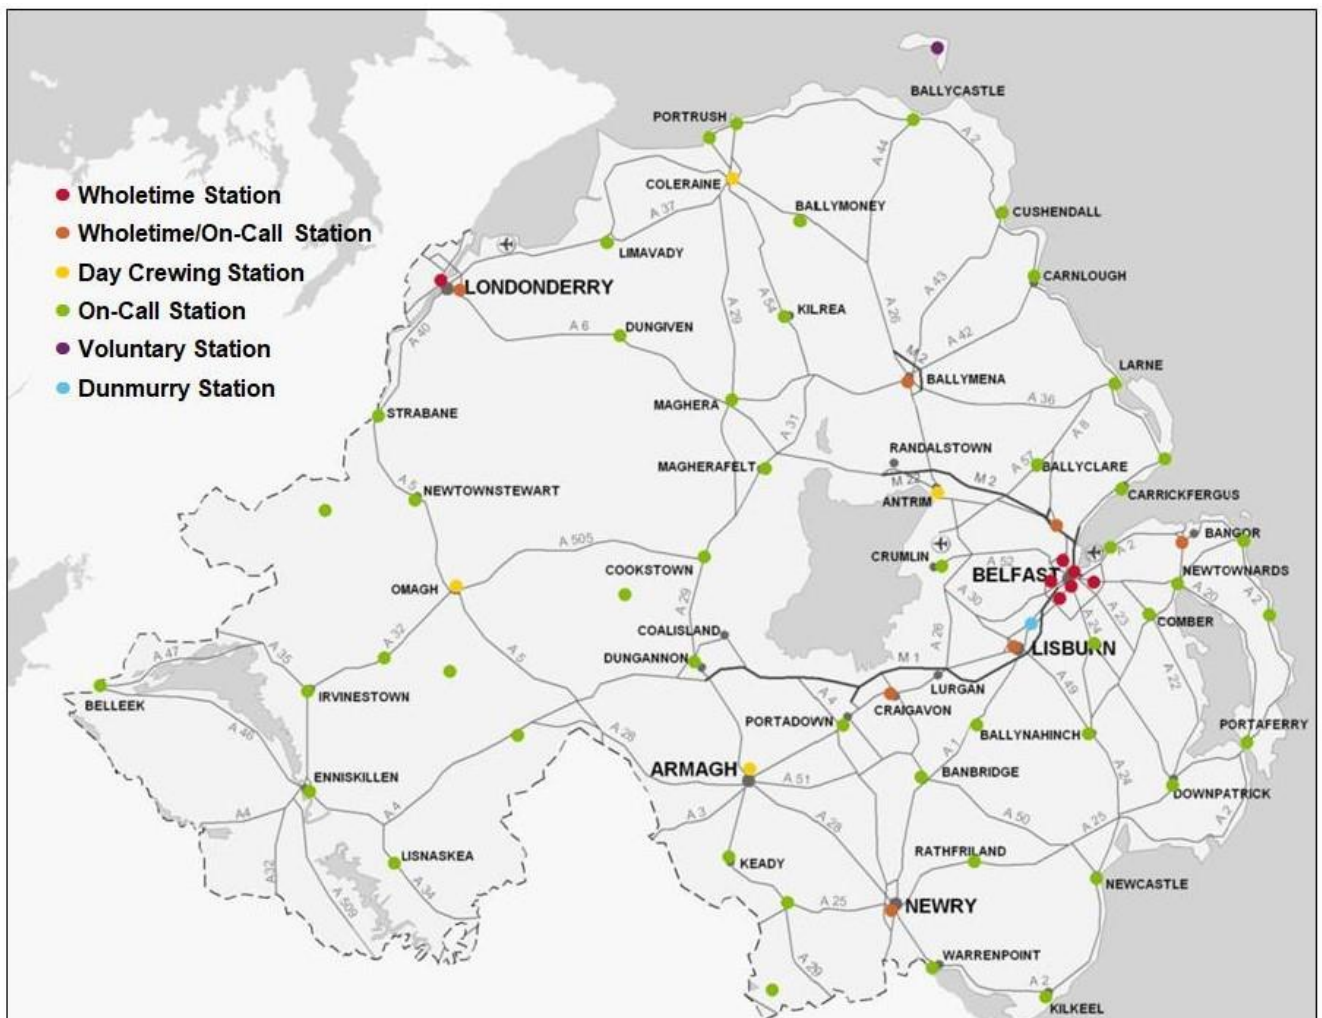 BALLYCASTLE
PORTRUSH
A 2
A 44
COLERAINE
Wholetime Station
BALLYMONEY
A 37
CUSHENDALL
Wholetime/On-Call Station
LIMAVADY
Day Crewing Station
CARNLOUGH
LONDONDERRY
A 43
A 54
A 29
A 26
On-Call Station
KILREA
A 6
DUNGIVEN
A 40
A 42
Voluntary Station
M 2
LARNE
Dunmurry Station
BALLYMENA
A 36
MAGHERA
STRABANE
A 31
A 8
RANDALSTOWN
MAGHERAFELT
A 57
BALLYCLARE
M 22
M 2
A 5
NEWTOWNSTEWART
ANTRIM
CARRICKFERGUS
A 505
BANGOR
A 2
CRUMLIN
A 52
COOKSTOWN
BELFAST
NEWTOWNARDS
OMAGH
A 20
A 30
A 29
A 23
A 2
A 24
COMBER
COALISLAND
A 26
A 32
LISBURN
A 47
A 35
A 5
DUNGANNON
M 1
A 49
A 22
LURGAN
IRVINESTOWN
A 4
BELLEEK
CRAIGAVON
PORTADOWN
PORTAFERRY
A 46
A 28
BALLYNAHINCH
A 1
ARMAGH
A 51
BANBRIDGE
A 24
ENNISKILLEN
DOWNPATRICK
A4
A 4
A 3
A 28
A 50
A 25
A 2
LISNASKEA
KEADY
RATHFRILAND
A32
A 34
NEWCASTLE
A 509
A 25
NEWRY
WARRENPOINT
A 29
A 2
KILKEEL